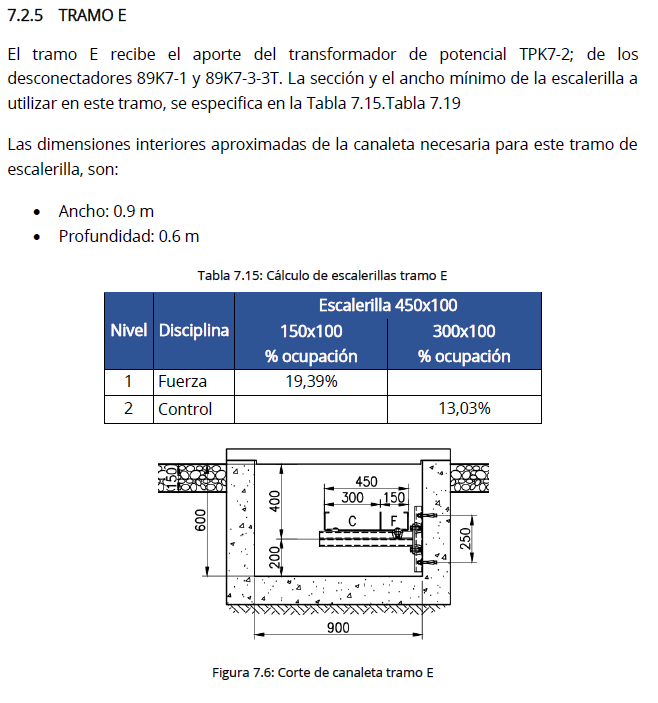 7.2.5 TRAMO E
El tramo E recibe el aporte del transformador de potencial TPK7-2; de los
desconectadores 89K7-1 y 89K7-3-3T. La sección y el ancho mínimo de la escalerilla a
utilizar en este tramo, se especifica en la Tabla 7.15.Tabla 7.19
Las dimensiones interiores aproximadas de la canaleta necesaria para este tramo de
escalerilla, son:
• Ancho: 0.9 m
• Profundidad: 0.6 m
Tabla 7.15: Cálculo de escalerillas tramo E
Escalerilla 450x100
Nivel Disciplina 150x100 300x100
% ocupación % ocupación
1 Fuerza 19,39%
2 Control 13,03%
150
600
400
200
450
300 150
C F
250
900
Figura 7.6: Corte de canaleta tramo E